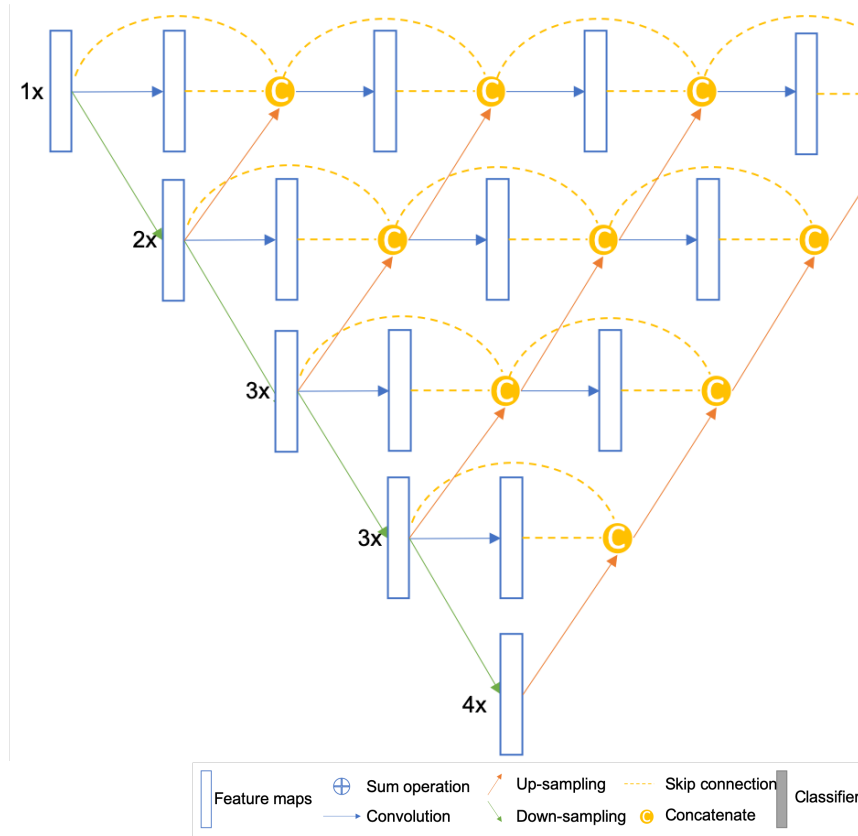 1x
C
C
C
2x
C
C
C
3x
C
C
3x
C
4x
Feature maps
Sum operation
Up-sampling
Skip connection
Classifier
Convolution
Down-sampling
C
Concatenate